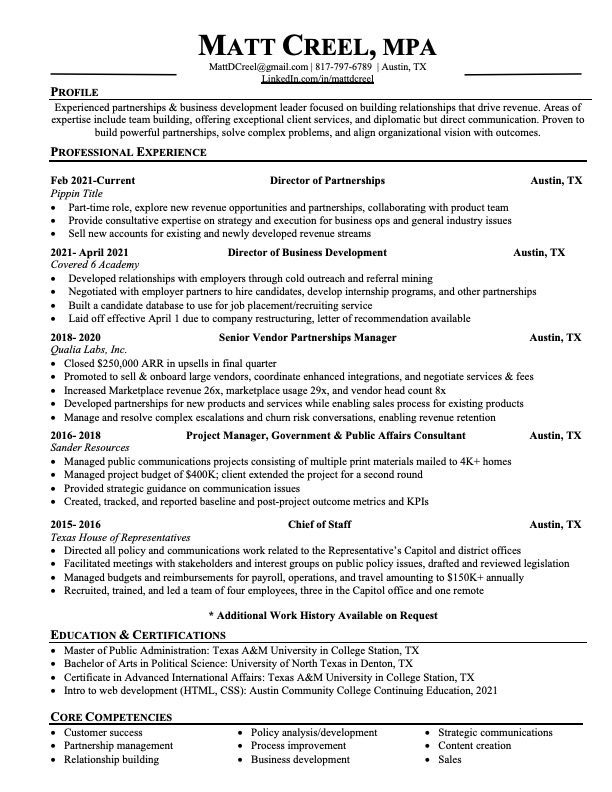 MATT CREEL, MPA
MattDCreel@gmail.com | 817-797-6789 | Austin, TX
LinkedIn.com/in/mattdcreel
PROFILE
Experienced partnerships & business development leader focused on building relationships that drive revenue. Areas of
expertise include team building, offering exceptional client services, and diplomatic but direct communication. Proven to
build powerful partnerships, solve complex problems, and align organizational vision with outcomes.
PROFESSIONAL EXPERIENCE
Feb 2021-Current Director of Partnerships Austin, TX
Pippin Title
• Part-time role, explore new revenue opportunities and partnerships, collaborating with product team
• Provide consultative expertise on strategy and execution for business ops and general industry issues
• Sell new accounts for existing and newly developed revenue streams
2021- April 2021 Director of Business Development Austin, TX
Covered 6 Academy
• Developed relationships with employers through cold outreach and referral mining
• Negotiated with employer partners to hire candidates, develop internship programs, and other partnerships
• Built a candidate database to use for job placement/recruiting service
• Laid off effective April 1 due to company restructuring, letter of recommendation available
2018- 2020 Senior Vendor Partnerships Manager Austin, TX
Qualia Labs, Inc.
• Closed $250,000 ARR in upsells in final quarter
• Promoted to sell & onboard large vendors, coordinate enhanced integrations, and negotiate services & fees
• Increased Marketplace revenue 26x, marketplace usage 29x, and vendor head count 8x
• Developed partnerships for new products and services while enabling sales process for existing products
• Manage and resolve complex escalations and churn risk conversations, enabling revenue retention
2016- 2018 Project Manager, Government & Public Affairs Consultant Austin, TX
Sander Resources
• Managed public communications projects consisting of multiple print materials mailed to 4K+ homes
• Managed project budget of $400K; client extended the project for a second round
• Provided strategic guidance on communication issues
• Created, tracked, and reported baseline and post-project outcome metrics and KPIs
2015- 2016 Chief of Staff Austin, TX
Texas House of Representatives
• Directed all policy and communications work related to the Representative's Capitol and district offices
• Facilitated meetings with stakeholders and interest groups on public policy issues, drafted and reviewed legislation
• Managed budgets and reimbursements for payroll, operations, and travel amounting to $150K+ annually
• Recruited, trained, and led a team of four employees, three in the Capitol office and one remote
* Additional Work History Available on Request
EDUCATION & CERTIFICATIONS
• Master of Public Administration: Texas A&M University in College Station, TX
• Bachelor of Arts in Political Science: University of North Texas in Denton, TX
• Certificate in Advanced International Affairs: Texas A&M University in College Station, TX
• Intro to web development (HTML, CSS): Austin Community College Continuing Education, 2021
CORE COMPETENCIES
• Customer success • Policy analysis/development • Strategic communications
• Partnership management • Process improvement • Content creation
• Relationship building • Business development • Sales